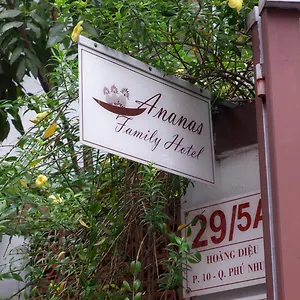 Ananas
Family Hotel
29/5A
HOÀNG DIỆU
P. 10 - Q. PHÚ NHU